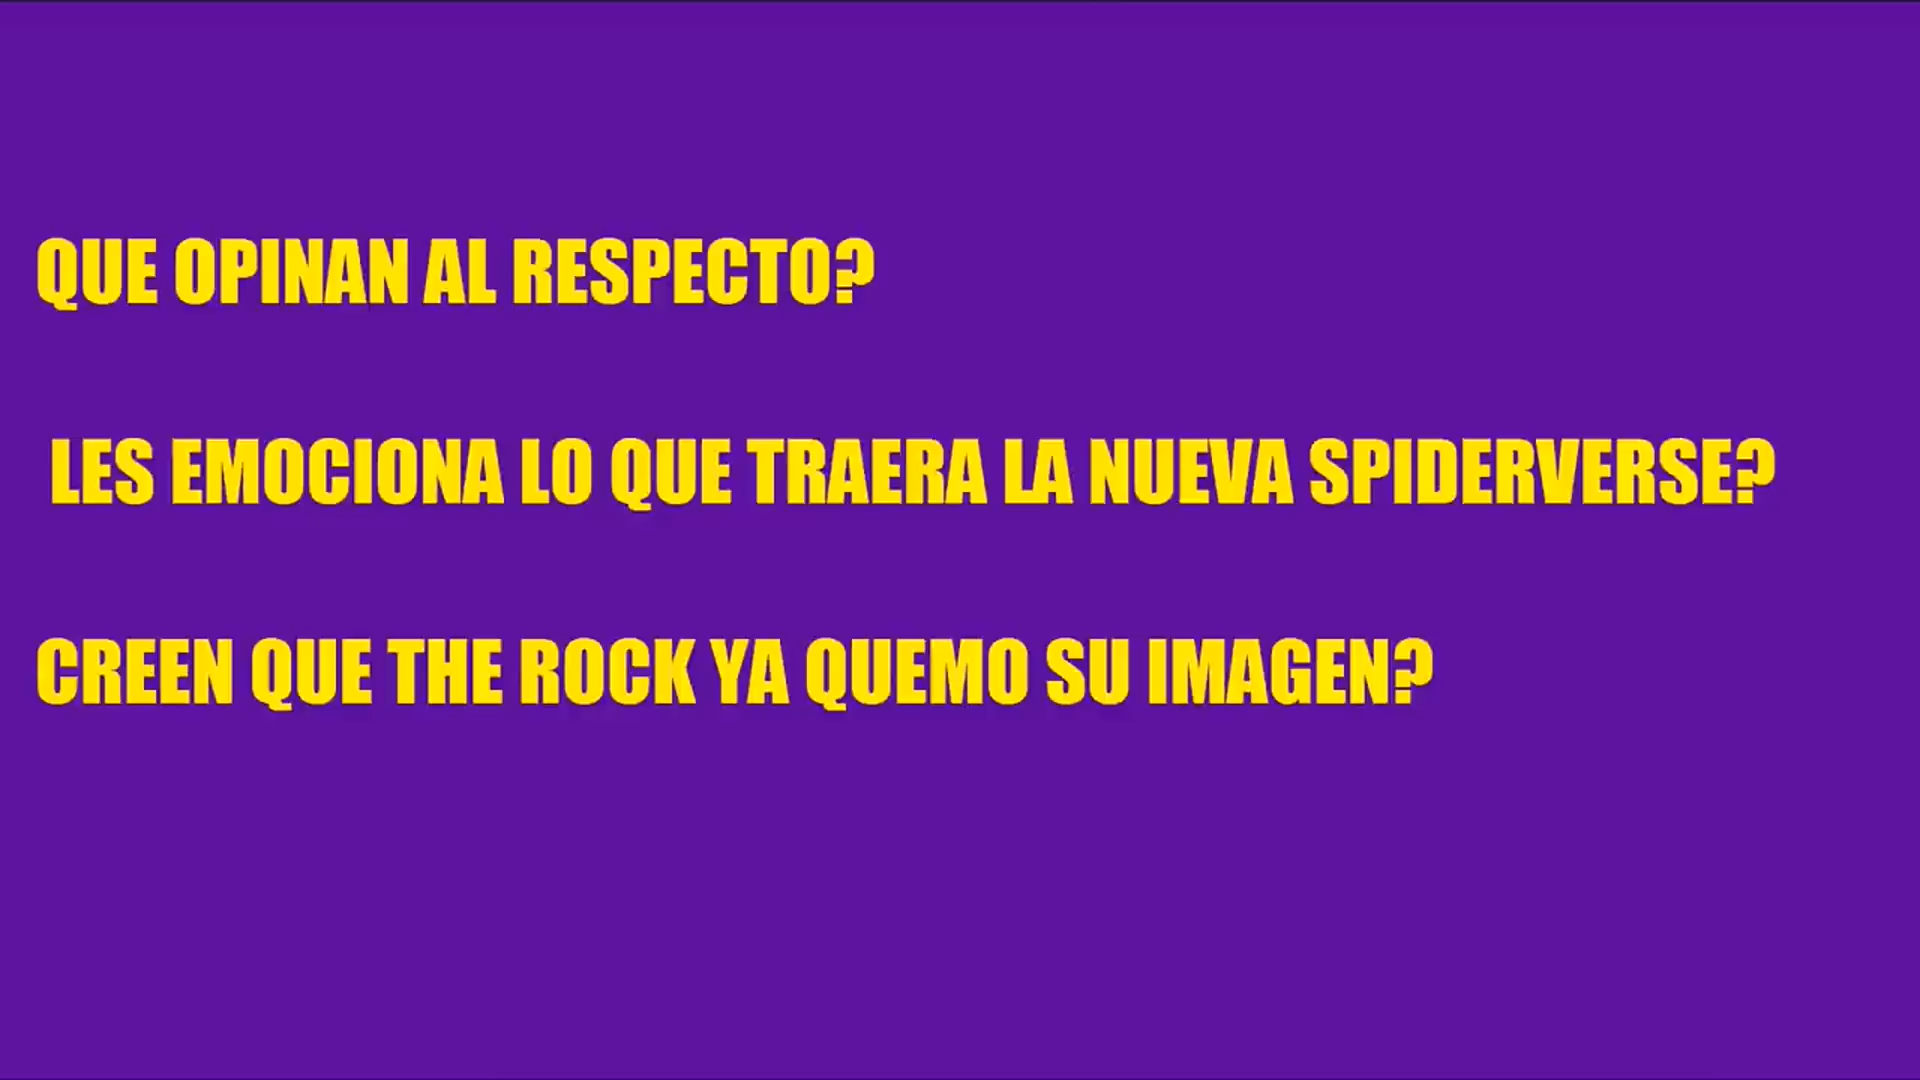 QUE OPINAN AL RESPECTO?
LES EMOCIONA LO QUE TRAERA LA NUEVA SPIDERVERSE?
CREEN QUE THE ROCK YA QUEMO SU IMAGEN?